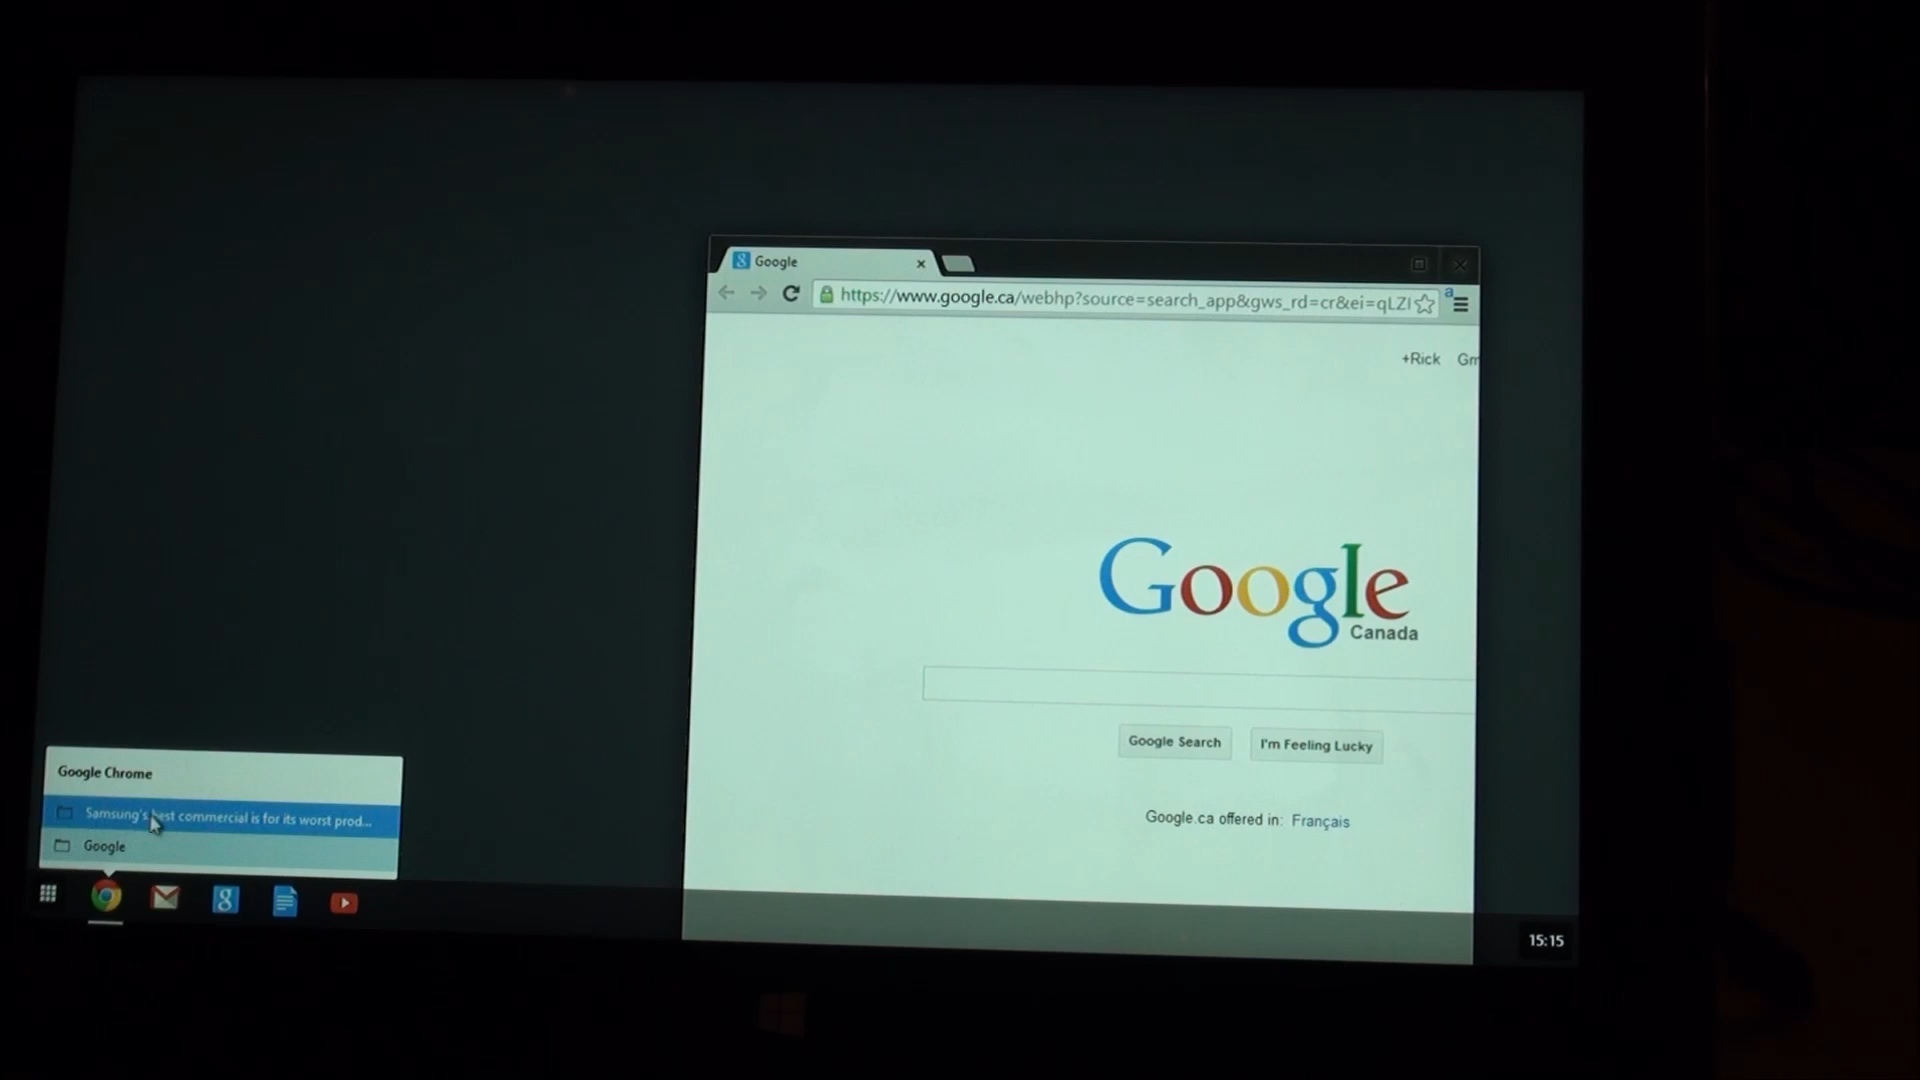 Google
https://www.google.ca/webhp?source=search_app&gws_rd=cr&ei=qLZI
+Rick Gm
Google
Canada
Google Search I'm Feeling Lucky
Google.ca offered in: Français
Google Chrome
Samsung's best commercial is for its worst prod...
Google
15:15